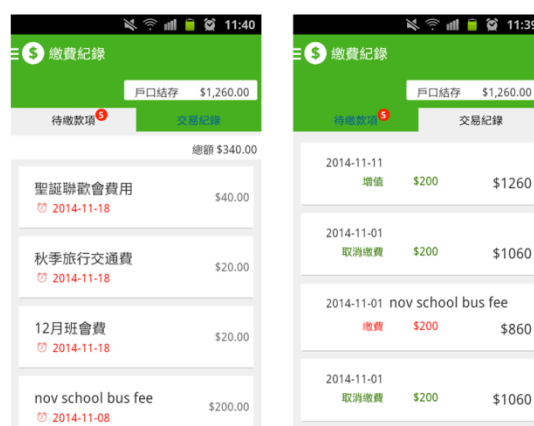 11:40
$ 繳費紀錄
戶口結存 $1,260.00
待繳款項 5 交易紀錄
總額 $340.00
聖誕聯歡會費用
$40.00
2014-11-18
秋季旅行交通費
$20.00
2014-11-18
12月班會費
$20.00
2014-11-18
nov school bus fee
$200.00
2014-11-08
11:39
$ 繳費紀錄
戶口結存 $1,260.00
待繳款項 5 交易紀錄
2014-11-11
增值 $200 $1260
2014-11-01
取消繳費 $200 $1060
2014-11-01 nov school bus fee
繳費 $200 $860
2014-11-01
取消繳費 $200 $1060